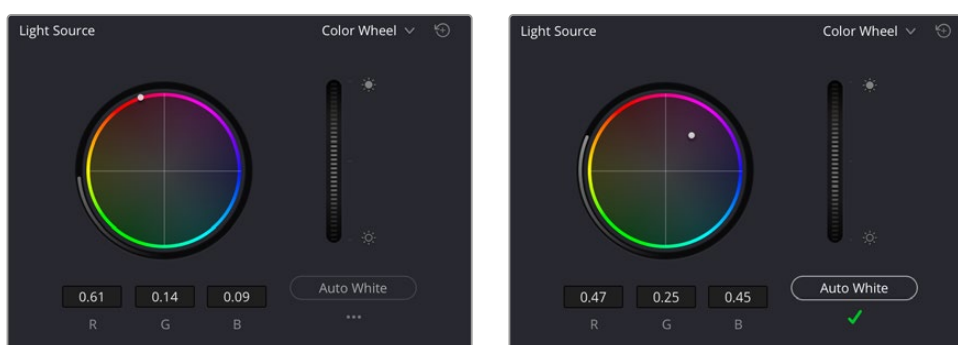 Light Source Color Wheel
0.61 0.14 0.09
R G B
Auto White
Light Source Color Wheel
0.47 0.25 0.45
R G B
Auto White